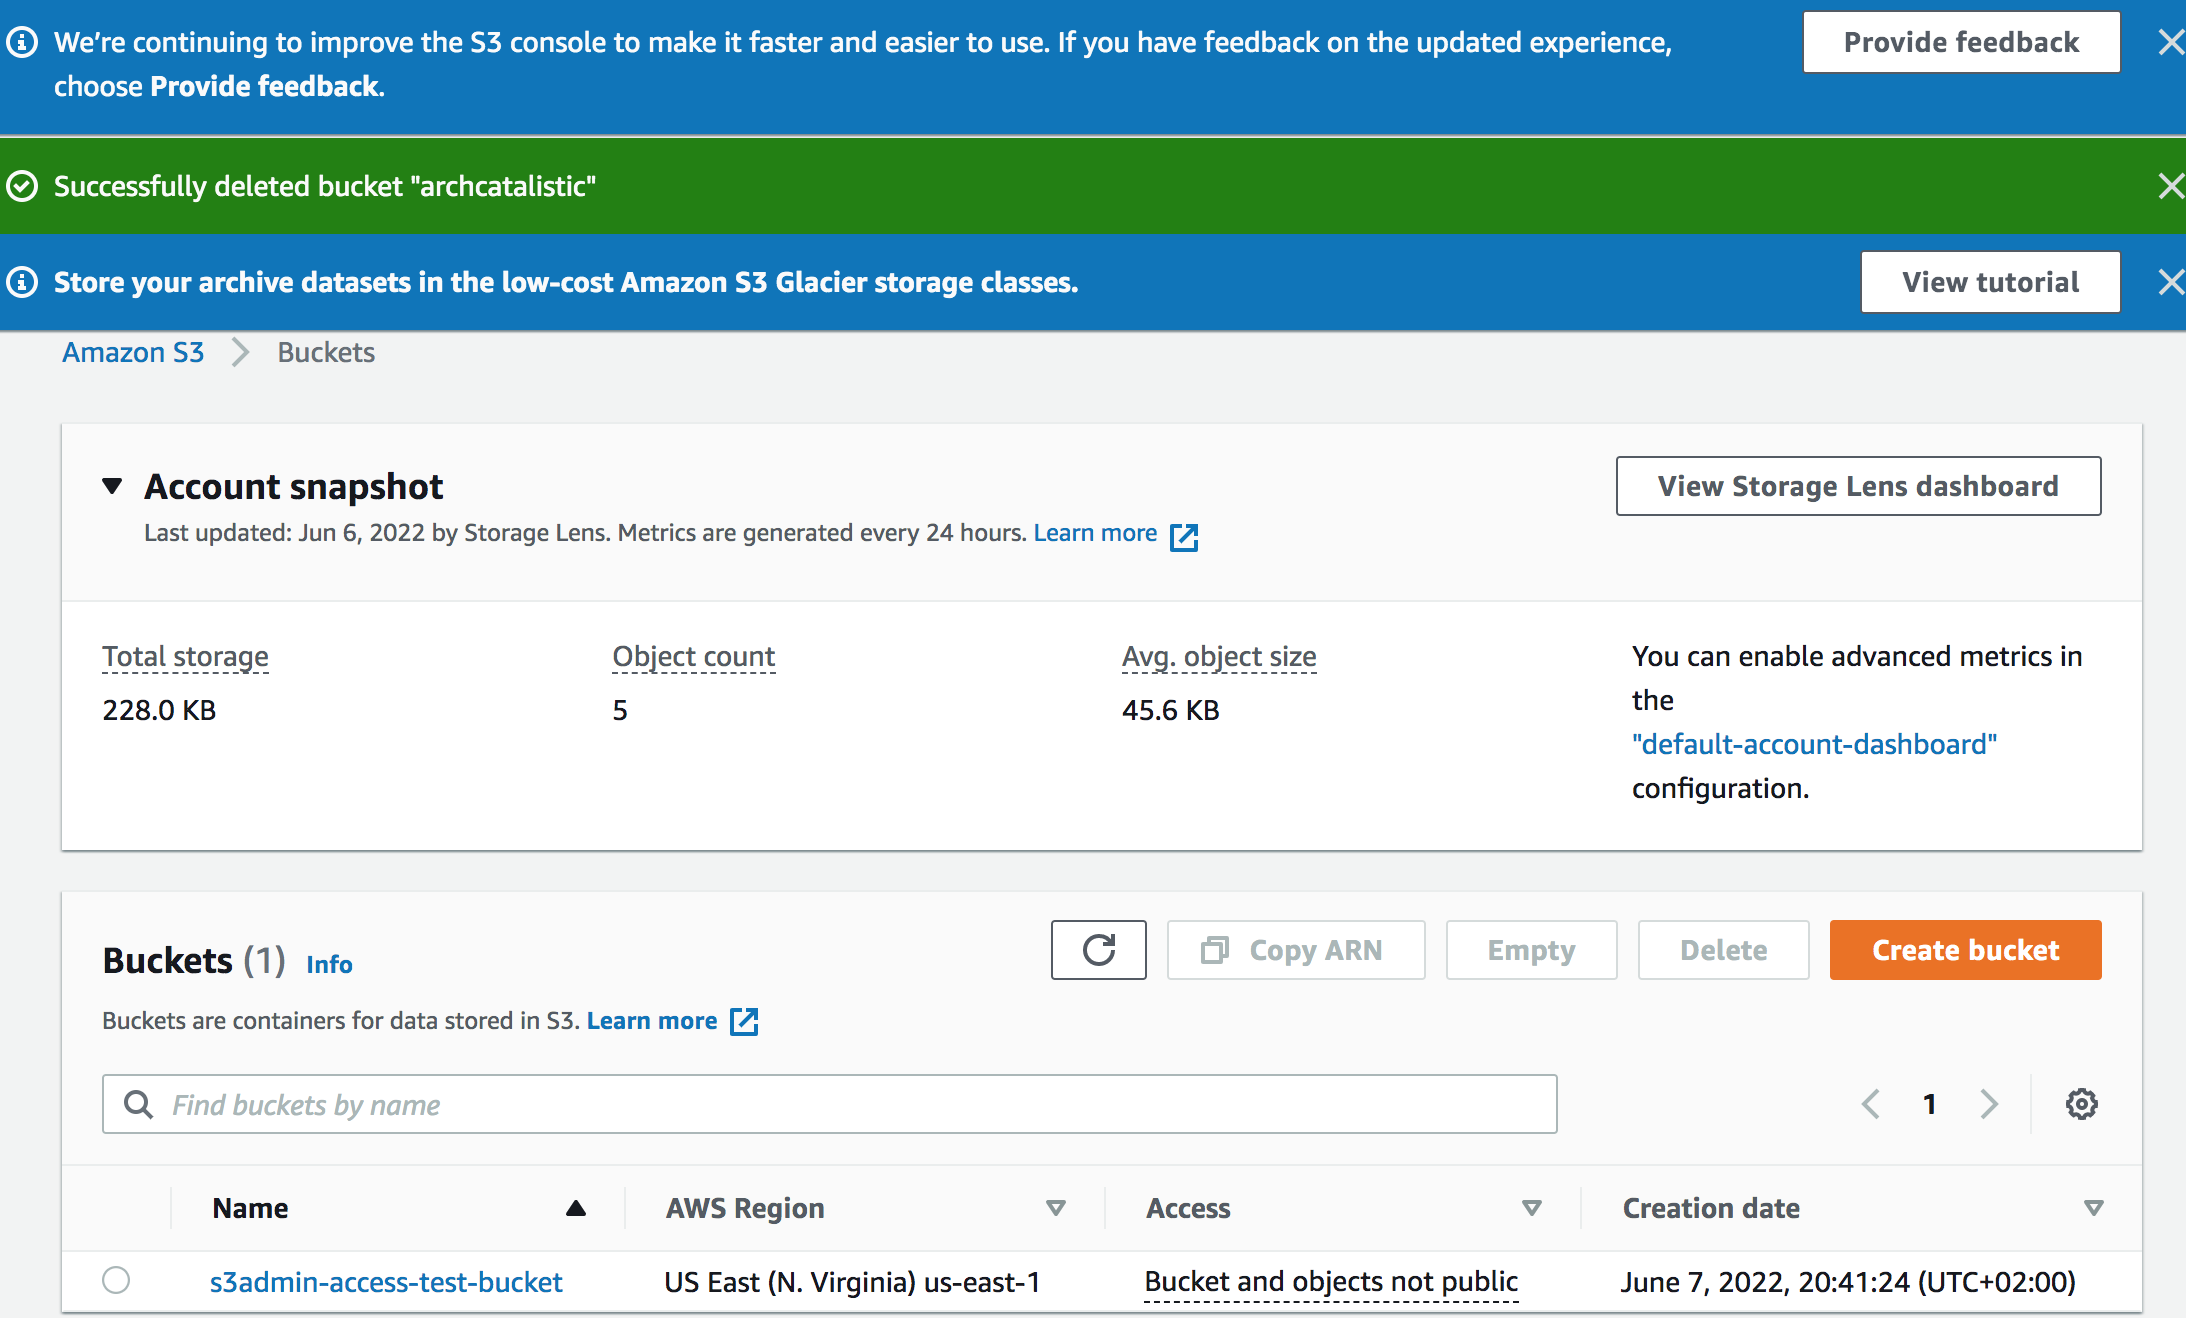 We're continuing to improve the S3 console to make it faster and easier to use. If you have feedback on the updated experience,
choose Provide feedback.
Provide feedback
Successfully deleted bucket "archcatalistic"
Store your archive datasets in the low-cost Amazon S3 Glacier storage classes.
View tutorial
Amazon S3
Buckets
Account snapshot
View Storage Lens dashboard
Last updated: Jun 6, 2022 by Storage Lens. Metrics are generated every 24 hours. Learn more
Total storage
228.0 KB
Object count
5
Avg. object size
45.6 KB
You can enable advanced metrics in
the
"default-account-dashboard"
configuration.
Buckets (1) Info
Copy ARN
Empty
Delete
Create bucket
Buckets are containers for data stored in S3. Learn more
Find buckets by name
1
Name
AWS Region
Access
Creation date
s3admin-access-test-bucket
US East (N. Virginia) us-east-1
Bucket and objects not public
June 7, 2022, 20:41:24 (UTC+02:00)